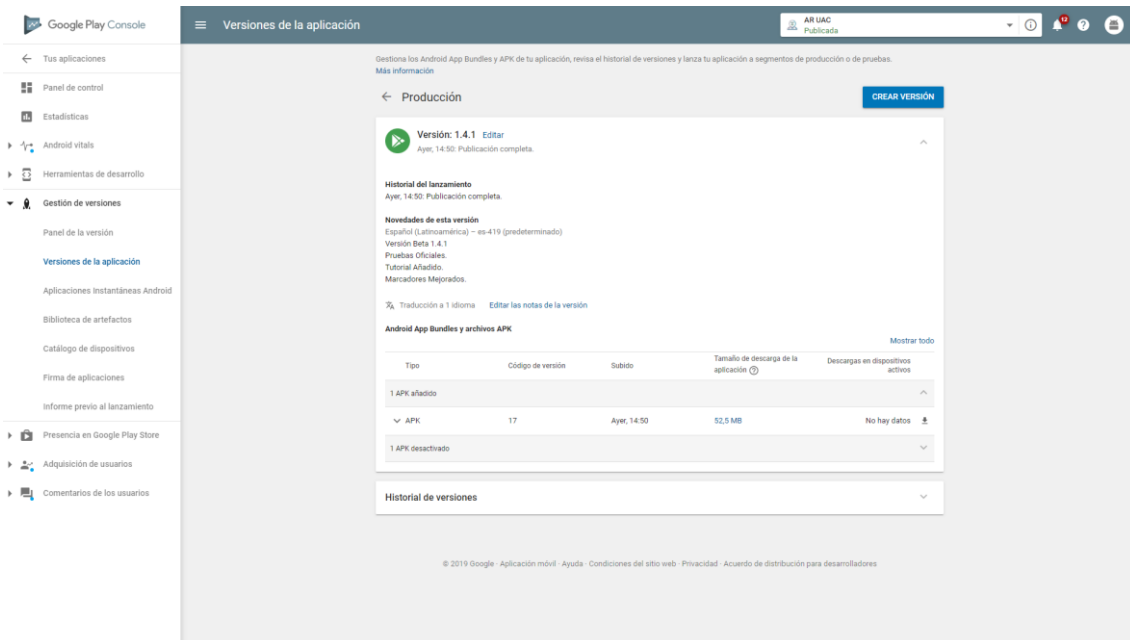 Google Play Console
Versiones de la aplicación
AR UAC
Publicada
12
Tus aplicaciones
Panel de control
Estadísticas
Android vitals
Herramientas de desarrollo
Gestión de versiones
Panel de la versión
Versiones de la aplicación
Aplicaciones Instantáneas Android
Biblioteca de artefactos
Catálogo de dispositivos
Firma de aplicaciones
Informe previo al lanzamiento
Presencia en Google Play Store
Adquisición de usuarios
Comentarios de los usuarios
Gestiona los Android App Bundles y APK de tu aplicación, revisa el historial de versiones y lanza tu aplicación a segmentos de producción o de pruebas.
Más información
Producción
CREAR VERSIÓN
Versión: 1.4.1 Editar
Ayer, 14:50: Publicación completa.
Historial del lanzamiento
Ayer, 14:50: Publicación completa.
Novedades de esta versión
Español (Latinoamérica) – es-419 (predeterminado)
Versión Beta 1.4.1
Pruebas Oficiales.
Tutorial Añadido.
Marcadores Mejorados.
Traducción a 1 idioma Editar las notas de la versión
Android App Bundles y archivos APK
Mostrar todo
Tipo Código de versión Subido Tamaño de descarga de la aplicación Descargas en dispositivos activos
1 APK añadido
APK 17 Ayer, 14:50 52,5 MB No hay datos
1 APK desactivado
Historial de versiones
© 2019 Google · Aplicación móvil · Ayuda · Condiciones del sitio web · Privacidad · Acuerdo de distribución para desarrolladores